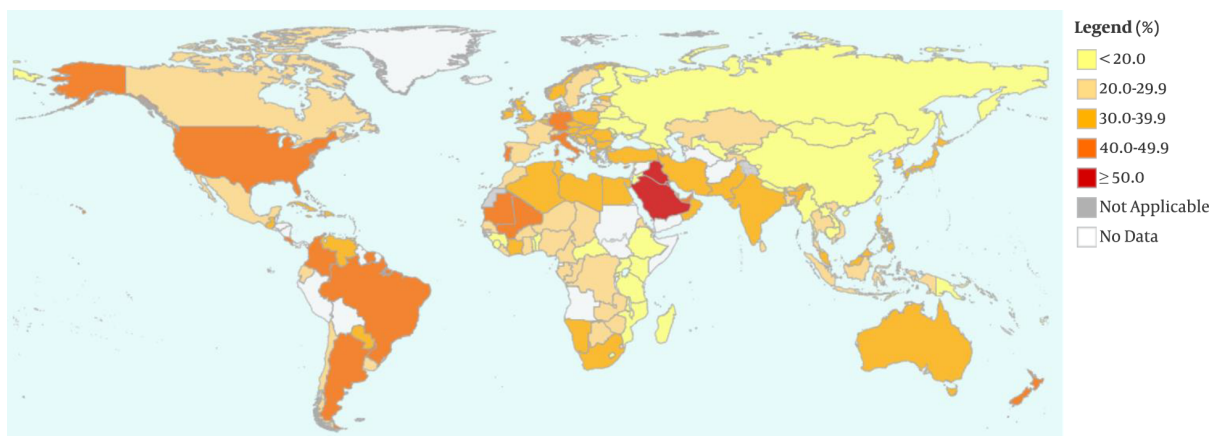 Legend (%)
<20.0
20.0-29.9
30.0-39.9
40.0-49.9
≥50.0
Not Applicable
No Data